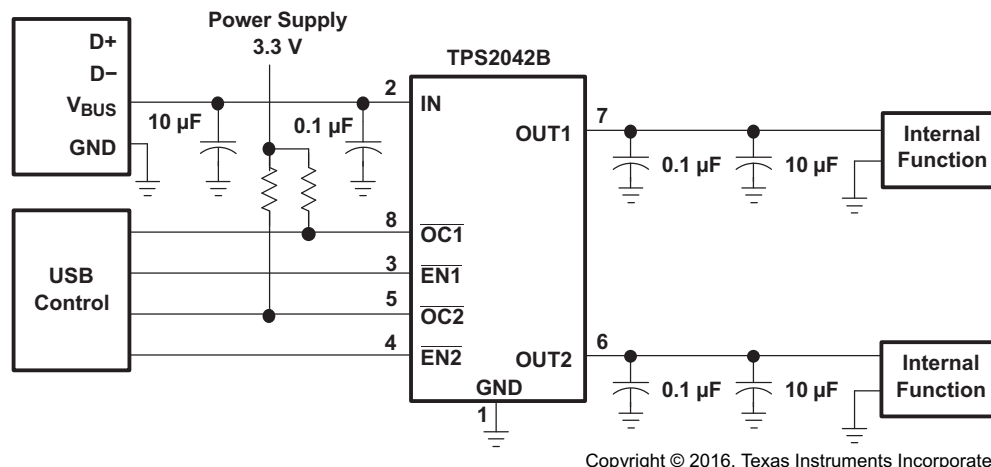 Power Supply
3.3 V
TPS2042B
D+
D−
V_BUS
GND
10 µF
0.1 µF
2
IN
7
OUT1
0.1 µF
10 µF
Internal
Function
USB
Control
8
OC1
3
EN1
5
OC2
4
EN2
6
OUT2
GND
1
0.1 µF
10 µF
Internal
Function
Copyright © 2016, Texas Instruments Incorporate